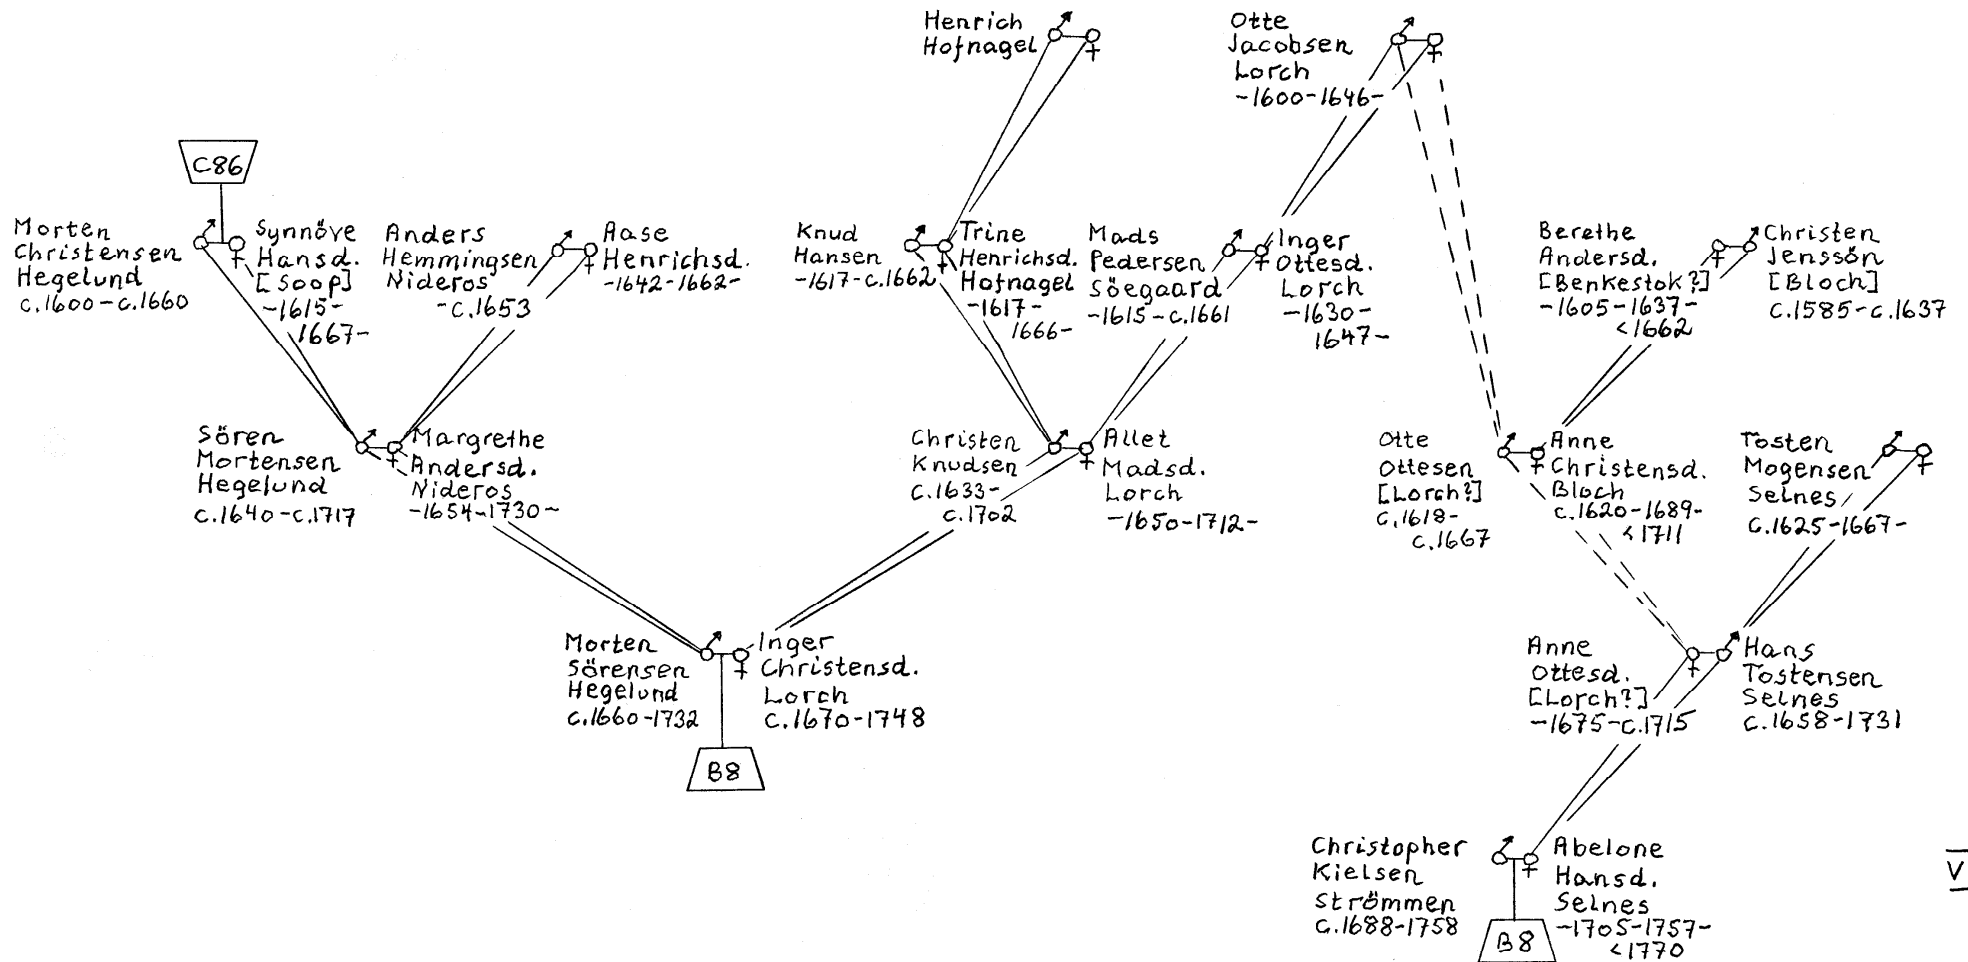 Henrich
Hofnagel
Otte
Jacobsen
Lorch
-1600-1646-
C86
Morten
Christensen
Hegelund
c.1600-c.1660
Synnöve
Hansd.
[Soop]
-1615-
1667-
Anders
Hemmingsen
Nideros
-c.1653
Aase
Henrichsd.
-1642-1662-
Knud
Hansen
-1617-c.1662
Trine
Henrichsd.
Hofnagel
-1617-
1666-
Mads
Pedersen
Söegaard
-1615-c.1661
Inger
Ottesd.
Lorch
-1630-
1647-
Berethe
Andersd.
[Benkestok?]
-1605-1637-
<1662
Christen
Jenssön
[Bloch]
c.1585-c.1637
Sören
Mortensen
Hegelund
c.1640-c.1717
Margrethe
Andersd.
Nideros
-1654-1730-
Christen
Knudsen
c.1633-
c.1702
Allet
Madsd.
Lorch
-1650-1712-
Otte
Ottesen
[Lorch?]
c.1618-
c.1667
Anne
Christensd.
Bloch
c.1620-1689-
<1711
Tosten
Mogensen
Selnes
c.1625-1667-
Morten
Sörensen
Hegelund
c.1660-1732
Inger
Christensd.
Lorch
c.1670-1748
B8
Anne
Ottesd.
[Lorch?]
-1675-c.1715
Hans
Tostensen
Selnes
c.1658-1731
Christopher
Kielsen
Strömmen
c.1688-1758
Abelone
Hansd.
Selnes
-1705-1757-
<1770
B8
V